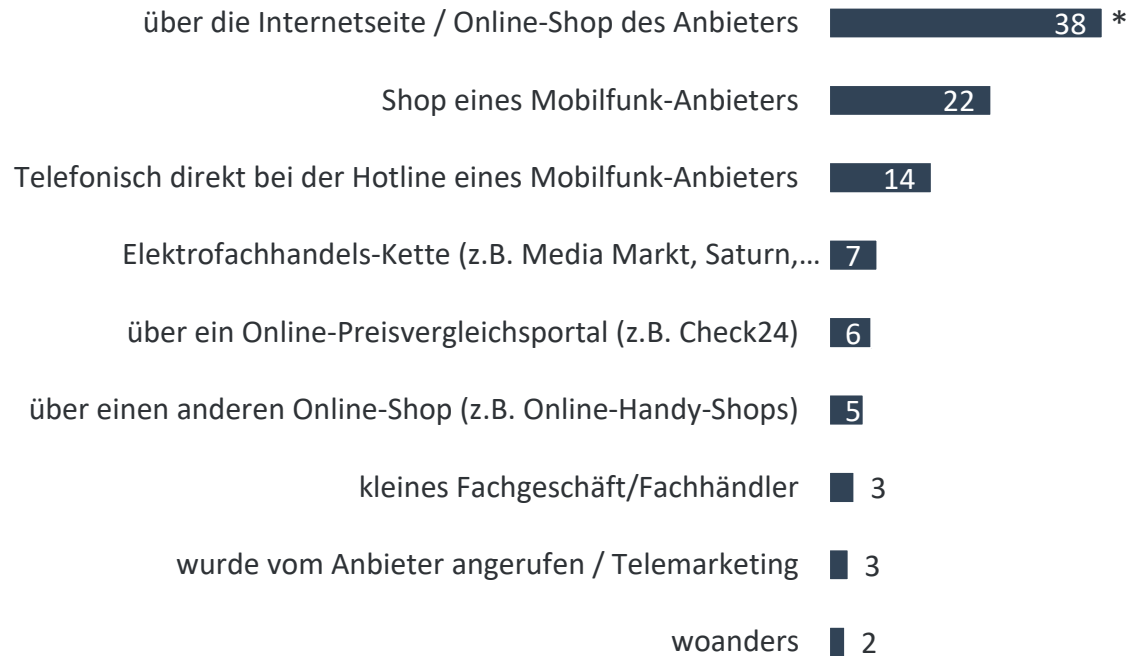 über die Internetseite / Online-Shop des Anbieters 38 *
Shop eines Mobilfunk-Anbieters 22
Telefonisch direkt bei der Hotline eines Mobilfunk-Anbieters 14
Elektrofachhandels-Kette (z.B. Media Markt, Saturn,… 7
über ein Online-Preisvergleichsportal (z.B. Check24) 6
über einen anderen Online-Shop (z.B. Online-Handy-Shops) 5
kleines Fachgeschäft/Fachhändler 3
wurde vom Anbieter angerufen / Telemarketing 3
woanders 2